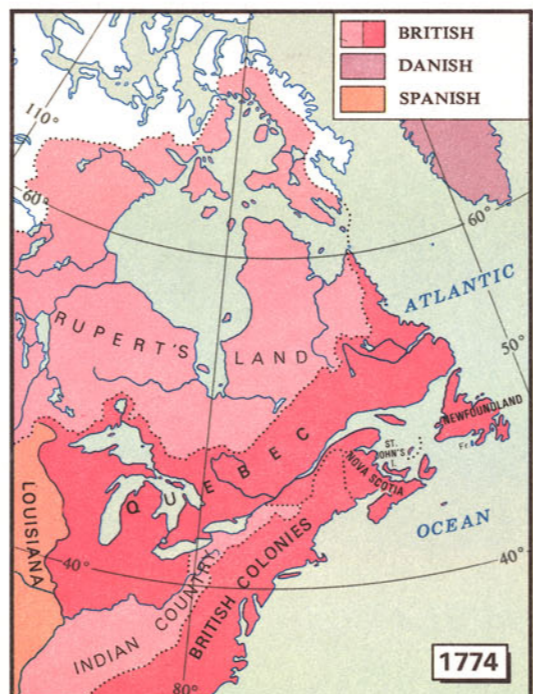 BRITISH
DANISH
SPANISH
110°
60°
60°
ATLANTIC
50°
RUPERT'S
LAND
NEWFOUNDLAND
ST.
JOHN'S
I.
Fr.
NOVA SCOTIA
QUEBEC
LOUISIANA
OCEAN
40°
40°
INDIAN COUNTRY
BRITISH COLONIES
80°
1774